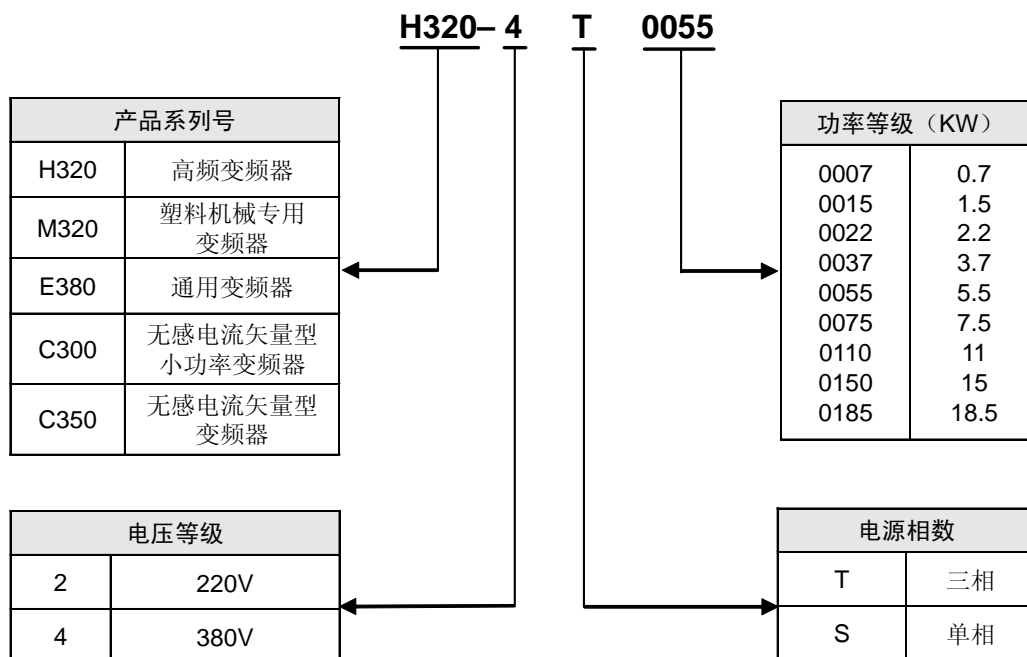 H320– 4 T 0055
产品系列号
H320 高频变频器
M320 塑料机械专用
变频器
E380 通用变频器
C300 无感电流矢量型
小功率变频器
C350 无感电流矢量型
变频器
功率等级（KW）
0007 0.7
0015 1.5
0022 2.2
0037 3.7
0055 5.5
0075 7.5
0110 11
0150 15
0185 18.5
电压等级
2 220V
4 380V
电源相数
T 三相
S 单相